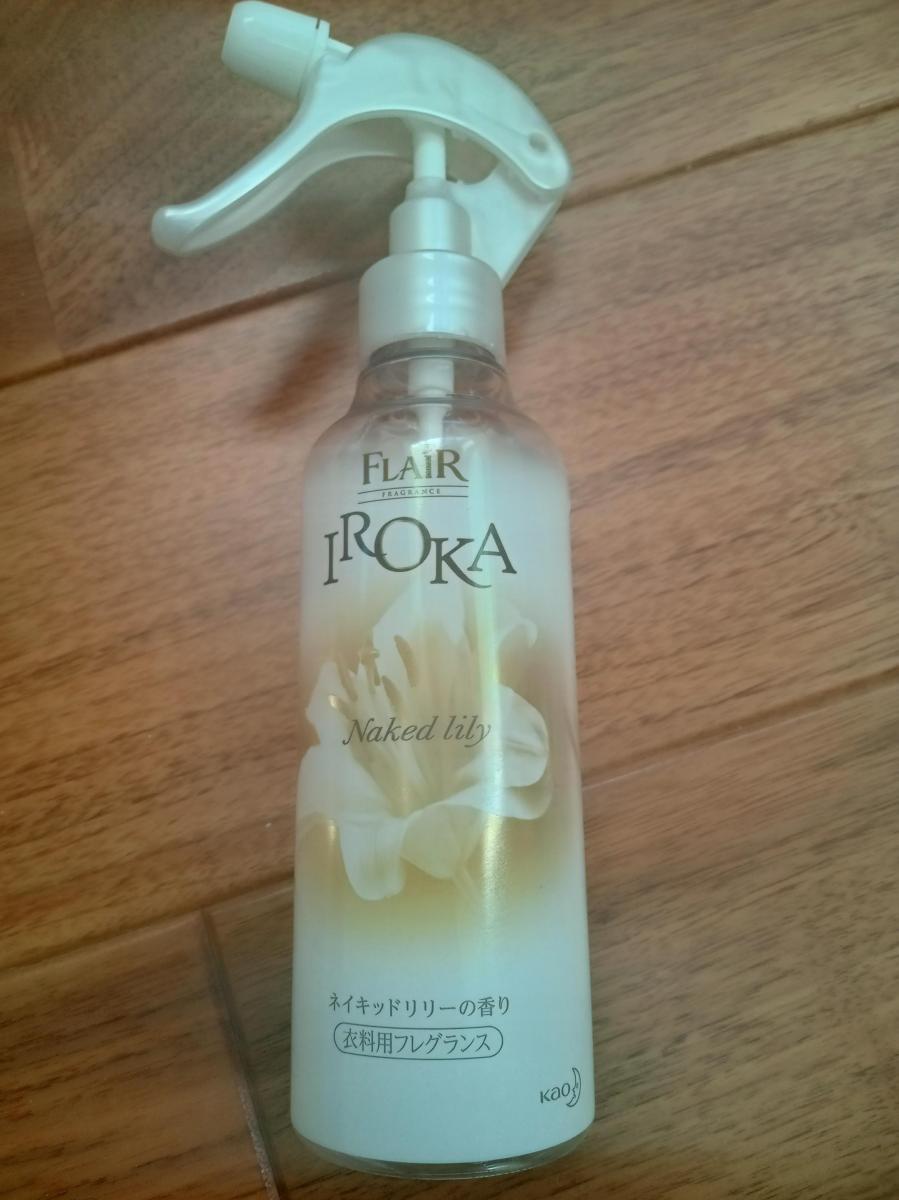 FLAIR
FRAGRANCE
IROKA
Naked lily
ネイキッドリリーの香り
衣料用フレグランス
Kao